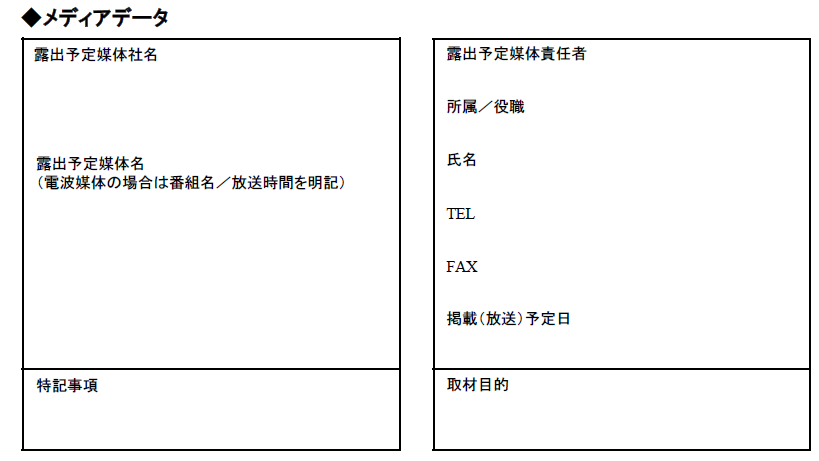 ◆メディアデータ
露出予定媒体社名
露出予定媒体名
（電波媒体の場合は番組名／放送時間を明記）
特記事項
露出予定媒体責任者
所属／役職
氏名
TEL
FAX
掲載（放送）予定日
取材目的